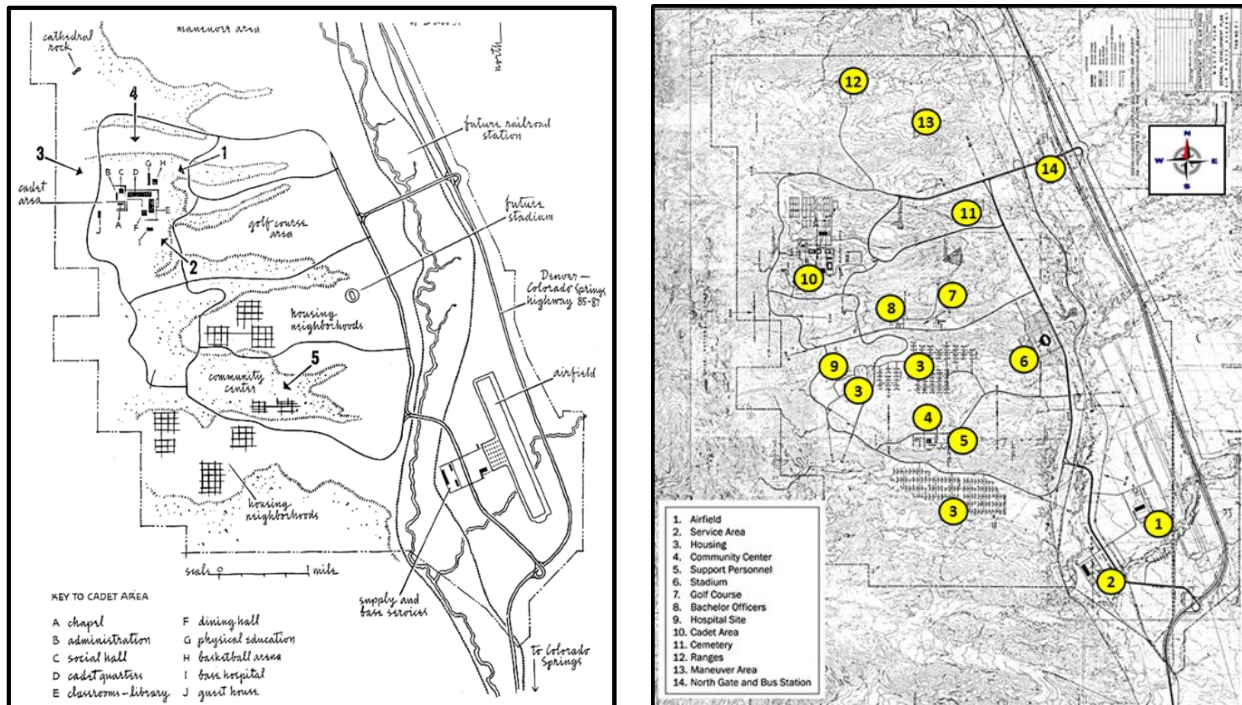 maneuver area
cathedral
rock
north
4
3
1
G H
B C D
cadet
area
A
F
E
J
I
2
golf course
area
future railroad
station
future
stadium
Denver—
Colorado Springs
highway 85-87
housing
neighborhoods
5
community
center
airfield
housing
neighborhoods
scale 0 1 mile
supply and
base services
to Colorado
Springs
KEY TO CADET AREA
A chapel
B administration
C social hall
D cadet quarters
E classrooms-library
F dining hall
G physical education
H basketball arena
I base hospital
J guest house
12
13
14
N
W E
S
11
10
7
8
6
9
3
3
4
5
3
1
2
1. Airfield
2. Service Area
3. Housing
4. Community Center
5. Support Personnel
6. Stadium
7. Golf Course
8. Bachelor Officers
9. Hospital Site
10. Cadet Area
11. Cemetery
12. Ranges
13. Maneuver Area
14. North Gate and Bus Station